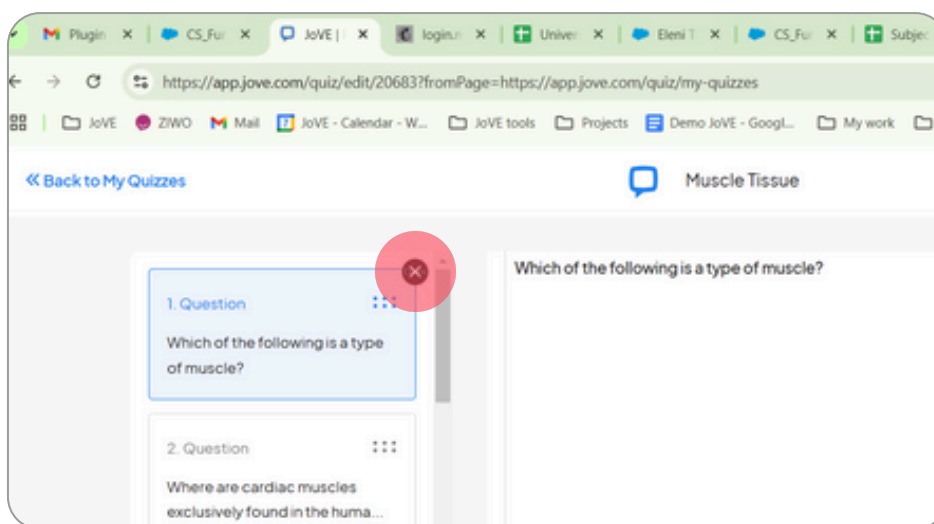 Plugin CS_Fur JoVE | login.n Univer Eleni T CS_Fur Subjec
https://app.jove.com/quiz/edit/20683?fromPage=https://app.jove.com/quiz/my-quizzes
JoVE ZIWO Mail JoVE - Calendar - W... JoVE tools Projects Demo JoVE - Googl... My work
Back to My Quizzes
Muscle Tissue
1. Question
Which of the following is a type
of muscle?
2. Question
Where are cardiac muscles
exclusively found in the huma...
Which of the following is a type of muscle?